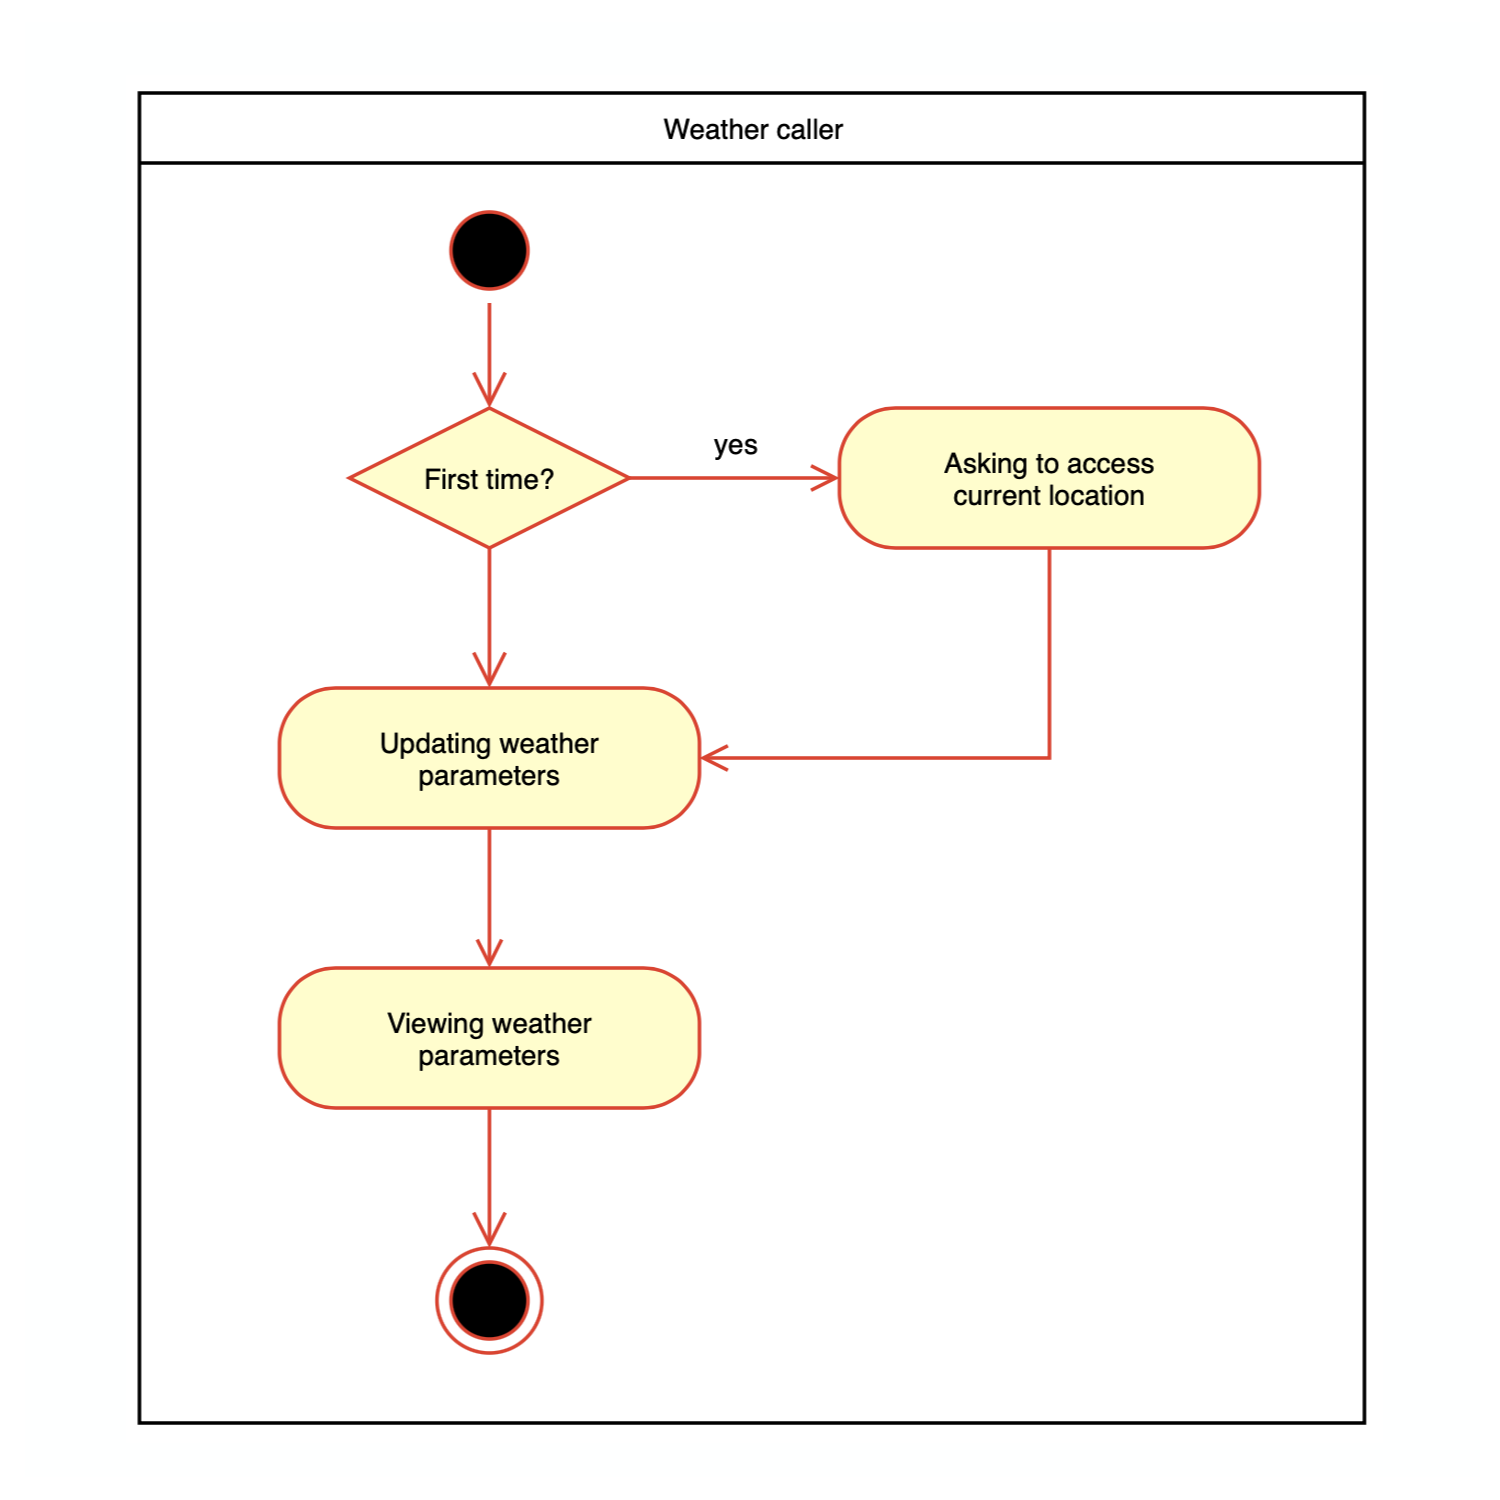 Weather caller
First time?
yes
Asking to access
current location
Updating weather
parameters
Viewing weather
parameters